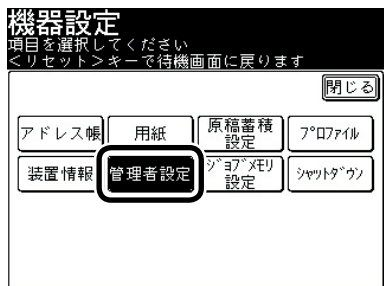 機器設定
項目を選択してください
<リセット>キーで待機画面に戻ります
閉じる
アドレス帳 用紙 原稿蓄積設定 プロファイル
装置情報 管理者設定 ジョブメモリ設定 シャットダウン